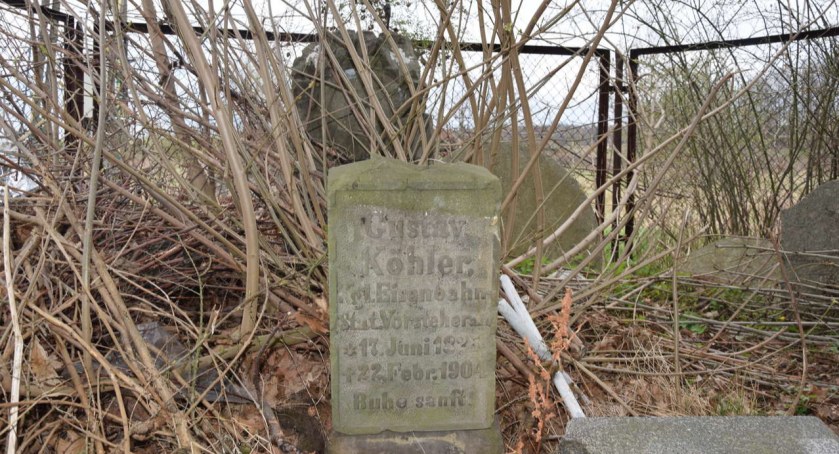 Gustav
Köhler,
Kgl. Eisenbahn
Stat. Vorsteher
* 17. Juni
† 22. Febr. 1904
Ruhe sanft!